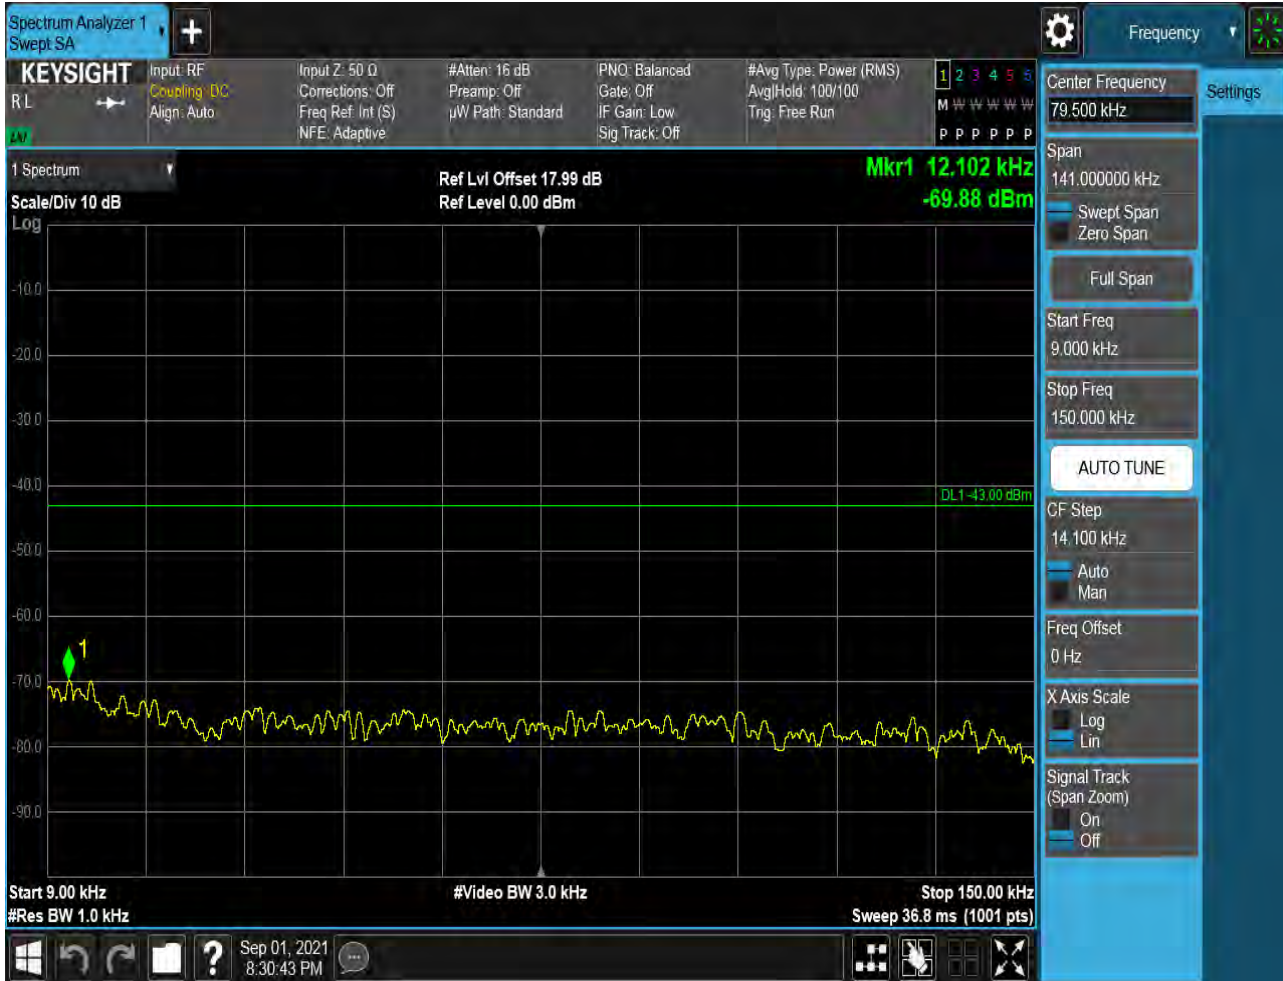 Spectrum Analyzer 1
Swept SA
Frequency
KEYSIGHT
R L
Input: RF
Coupling: DC
Align: Auto
Input Z: 50 Ω
Corrections: Off
Freq Ref: Int (S)
NFE: Adaptive
#Atten: 16 dB
Preamp: Off
µW Path: Standard
PNO: Balanced
Gate: Off
IF Gain: Low
Sig Track: Off
#Avg Type: Power (RMS)
Avg|Hold: 100/100
Trig: Free Run
1 2 3 4 5 6
M W W W W W
P P P P P P
1 Spectrum
Scale/Div 10 dB
Ref Lvl Offset 17.99 dB
Ref Level 0.00 dBm
Mkr1 12.102 kHz
-69.88 dBm
Log
-10.0
-20.0
-30.0
-40.0
-50.0
-60.0
-70.0
-80.0
-90.0
DL1 -43.00 dBm
1
Start 9.00 kHz
#Res BW 1.0 kHz
#Video BW 3.0 kHz
Stop 150.00 kHz
Sweep 36.8 ms (1001 pts)
Sep 01, 2021
8:30:43 PM
Center Frequency
79.500 kHz
Settings
Span
141.000000 kHz
Swept Span
Zero Span
Full Span
Start Freq
9.000 kHz
Stop Freq
150.000 kHz
AUTO TUNE
CF Step
14.100 kHz
Auto
Man
Freq Offset
0 Hz
X Axis Scale
Log
Lin
Signal Track
(Span Zoom)
On
Off